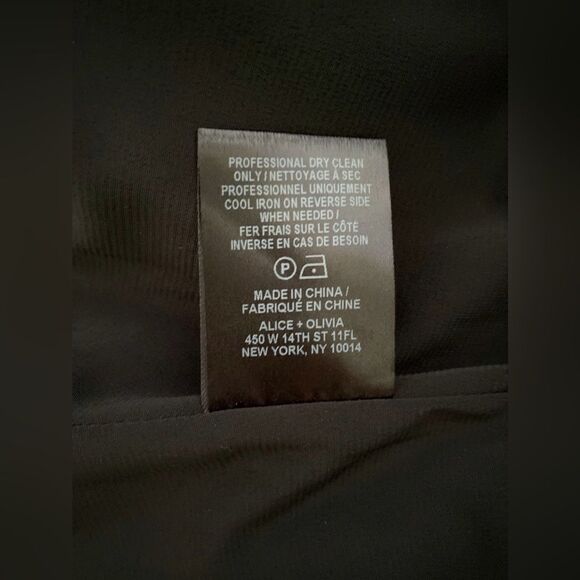 PROFESSIONAL DRY CLEAN
ONLY / NETTOYAGE À SEC
PROFESSIONNEL UNIQUEMENT
COOL IRON ON REVERSE SIDE
WHEN NEEDED /
FER FRAIS SUR LE CÔTÉ
INVERSE EN CAS DE BESOIN
P
MADE IN CHINA /
FABRIQUÉ EN CHINE
ALICE + OLIVIA
450 W 14TH ST 11FL
NEW YORK, NY 10014